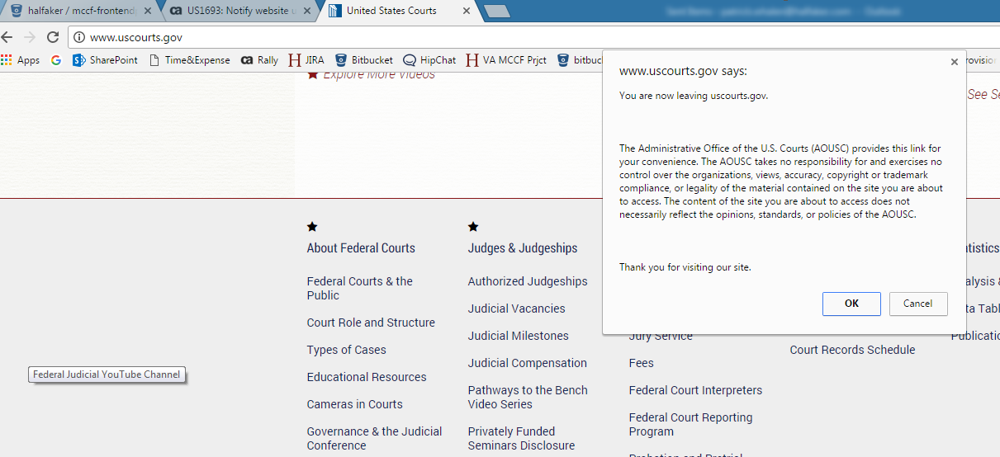 halfaker / mccf-frontend
US1693: Notify website u
United States Courts
www.uscourts.gov
Apps
SharePoint
Time&Expense
Rally
JIRA
Bitbucket
HipChat
VA MCCF Prjct
bitbuc
rovision
Explore More Videos
See Se
www.uscourts.gov says:
You are now leaving uscourts.gov.
The Administrative Office of the U.S. Courts (AOUSC) provides this link for
your convenience. The AOUSC takes no responsibility for and exercises no
control over the organizations, views, accuracy, copyright or trademark
compliance, or legality of the material contained on the site you are about
to access. The content of the site you are about to access does not
necessarily reflect the opinions, standards, or policies of the AOUSC.
Thank you for visiting our site.
OK
Cancel
About Federal Courts
Federal Courts & the
Public
Court Role and Structure
Types of Cases
Educational Resources
Cameras in Courts
Governance & the Judicial
Conference
Judges & Judgeships
Authorized Judgeships
Judicial Vacancies
Judicial Milestones
Judicial Compensation
Pathways to the Bench
Video Series
Privately Funded
Seminars Disclosure
Jury Service
Fees
Federal Court Interpreters
Federal Court Reporting
Program
Probation and Pretrial
Court Records Schedule
tistics
alysis &
ta Tabl
Publicatio
Federal Judicial YouTube Channel